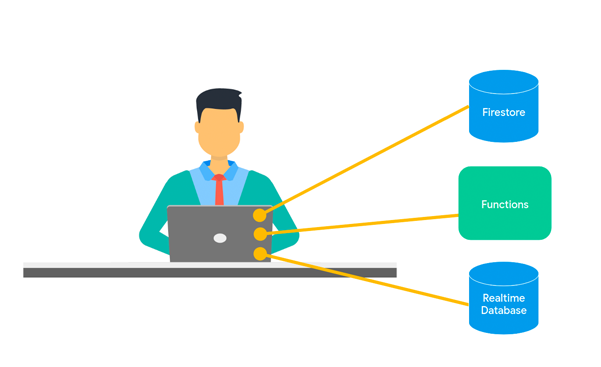 Firestore
Functions
Realtime
Database